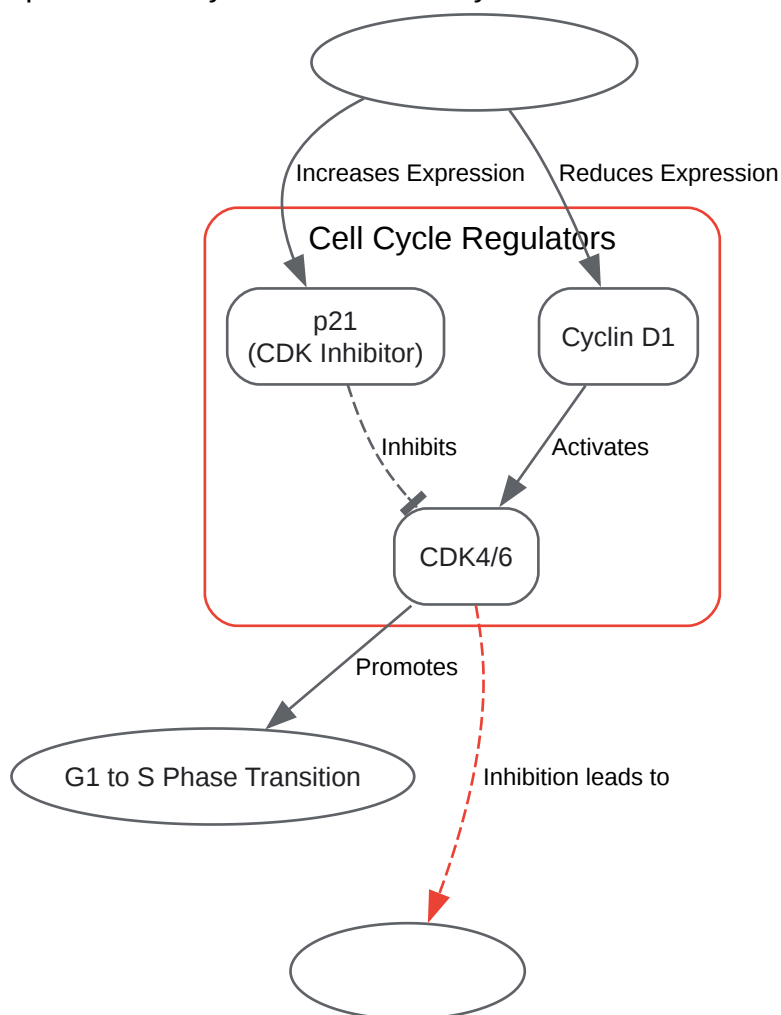 Increases Expression
Reduces Expression
Cell Cycle Regulators
p21
(CDK Inhibitor)
Cyclin D1
Inhibits
Activates
CDK4/6
Promotes
G1 to S Phase Transition
Inhibition leads to